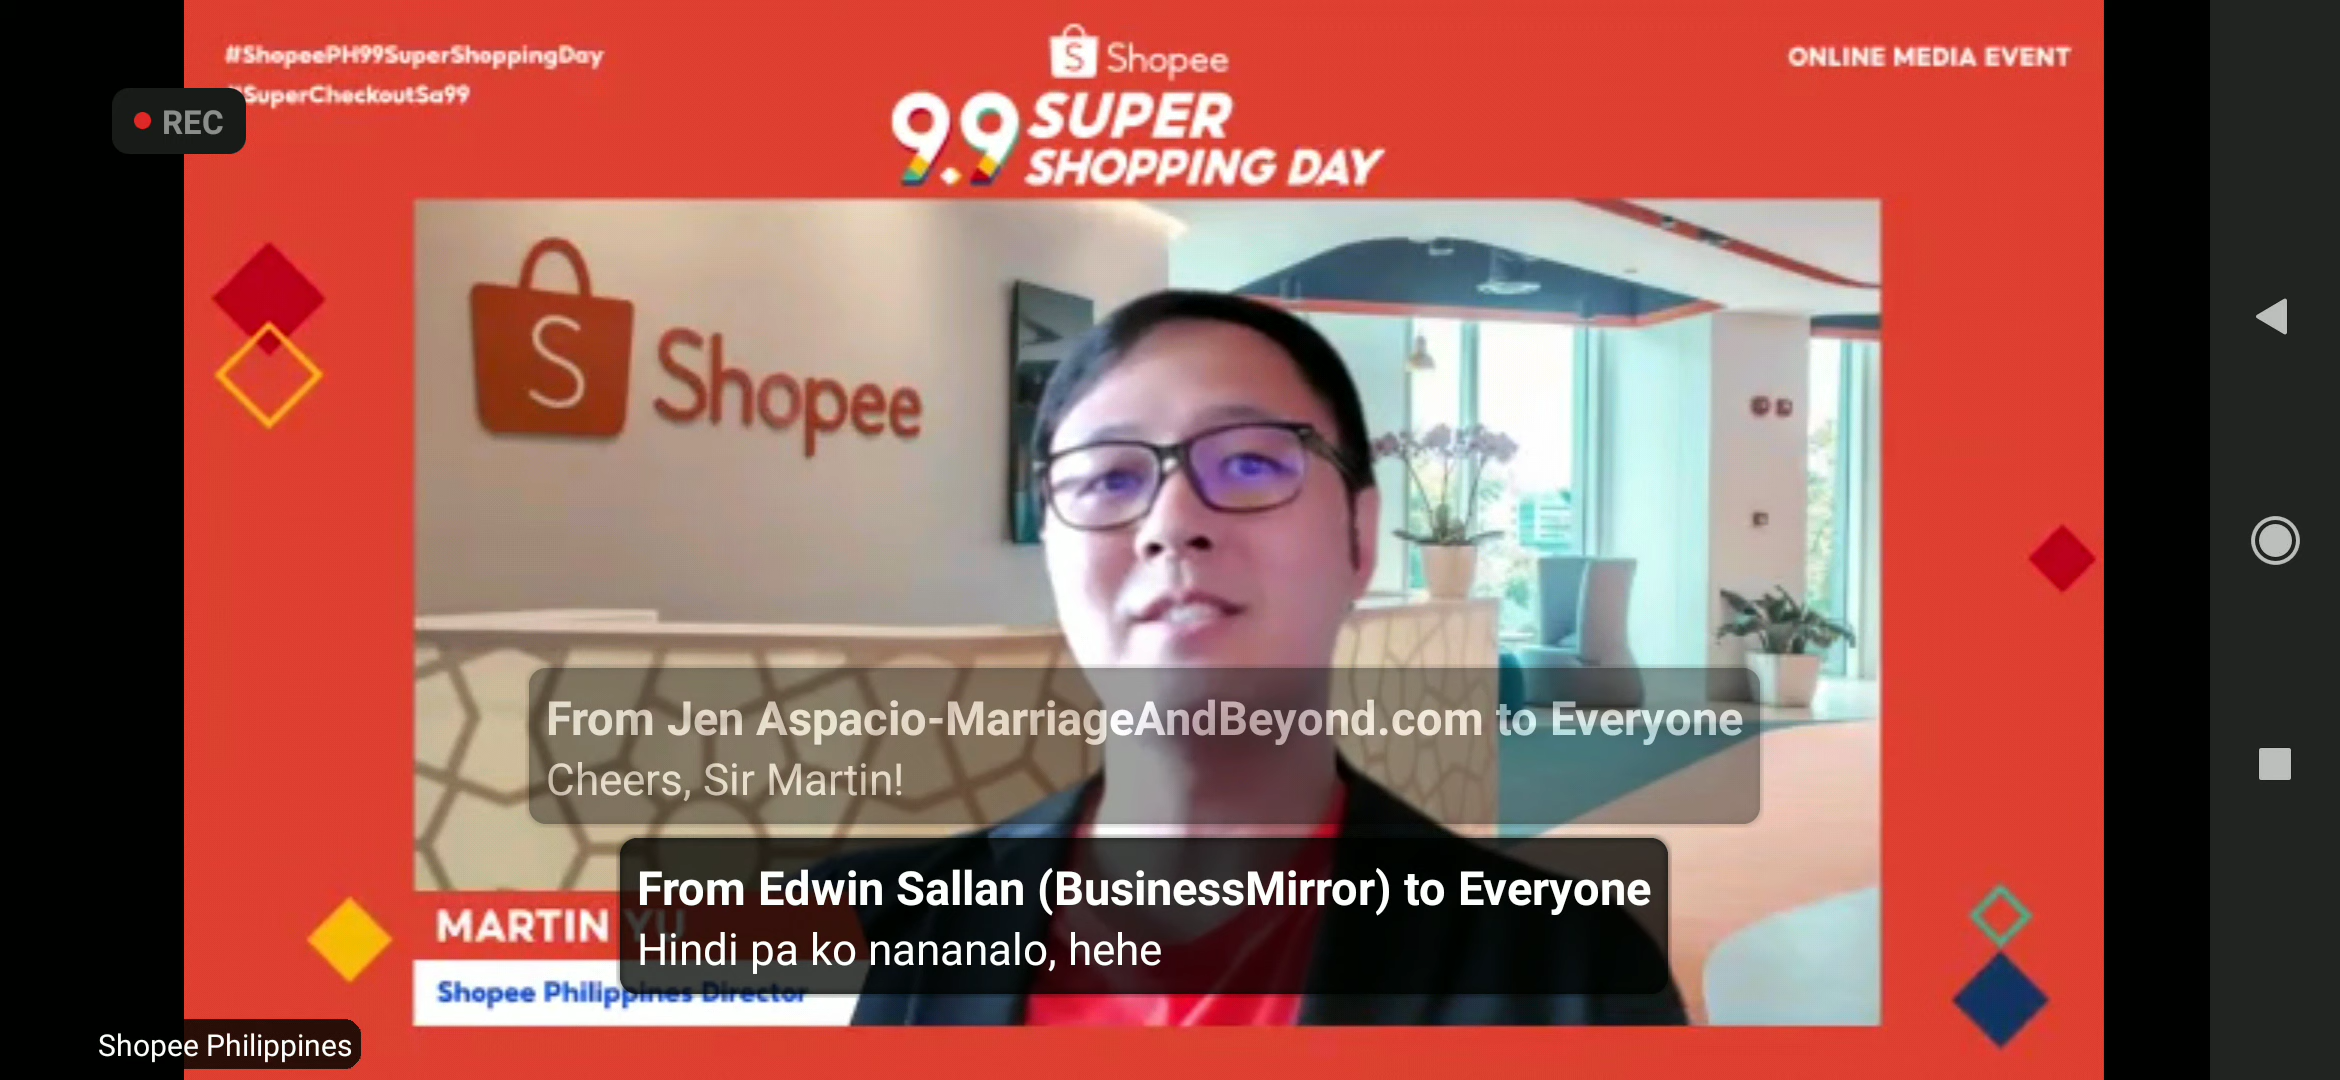 #ShopeePH99SuperShoppingDay
#SuperCheckoutSa99
REC
Shopee
9.9 SUPER
SHOPPING DAY
ONLINE MEDIA EVENT
S
Shopee
From Jen Aspacio-MarriageAndBeyond.com to Everyone
Cheers, Sir Martin!
From Edwin Sallan (BusinessMirror) to Everyone
Hindi pa ko nananalo, hehe
MARTIN YU
Shopee Philippines Director
Shopee Philippines